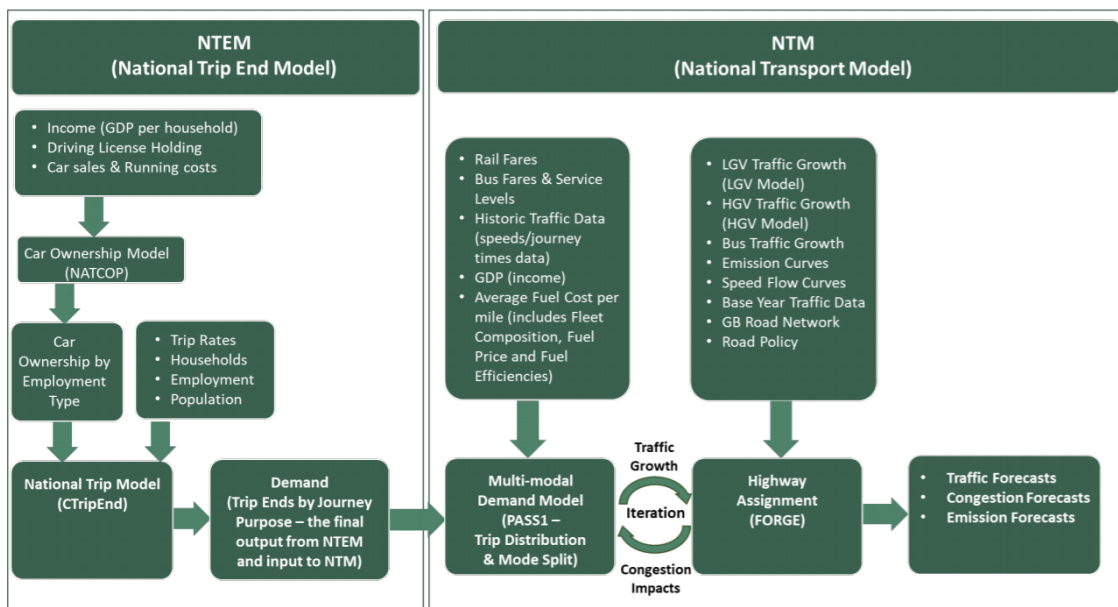 NTEM
(National Trip End Model)
NTM
(National Transport Model)
• Income (GDP per household)
• Driving License Holding
• Car sales & Running costs
Car Ownership Model
(NATCOP)
Car
Ownership by
Employment
Type
• Trip Rates
• Households
• Employment
• Population
National Trip Model
(CTripEnd)
Demand
(Trip Ends by Journey
Purpose – the final
output from NTEM
and input to NTM)
• Rail Fares
• Bus Fares & Service
Levels
• Historic Traffic Data
(speeds/journey
times data)
• GDP (income)
• Average Fuel Cost per
mile (includes Fleet
Composition, Fuel
Price and Fuel
Efficiencies)
• LGV Traffic Growth
(LGV Model)
• HGV Traffic Growth
(HGV Model)
• Bus Traffic Growth
• Emission Curves
• Speed Flow Curves
• Base Year Traffic Data
• GB Road Network
• Road Policy
Multi-modal
Demand Model
(PASS1 –
Trip Distribution
& Mode Split)
Traffic
Growth
Iteration
Congestion
Impacts
Highway
Assignment
(FORGE)
• Traffic Forecasts
• Congestion Forecasts
• Emission Forecasts